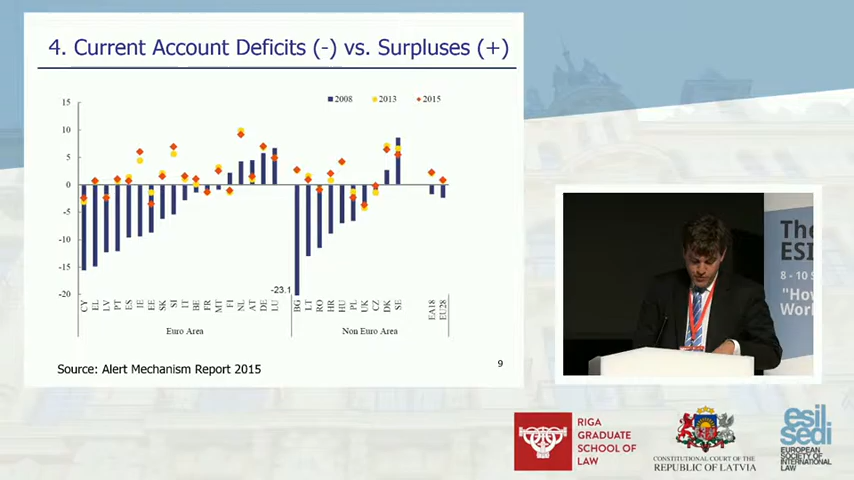 4. Current Account Deficits (-) vs. Surpluses (+)
2008 2013 2015
15
10
5
0
-5
-10
-15
-20
-23.1
CY EL LV PT ES IE EE SK SI IT BE FR MT FI NL AT DE LU BG LT RO HR HU PL UK CZ DK SE EA18 EU28
Euro Area
Non Euro Area
Source: Alert Mechanism Report 2015
9
The
ESI
8 - 10 S
"How
Worl
RIGA
GRADUATE
SCHOOL OF
LAW
CONSTITUTIONAL COURT OF THE
REPUBLIC OF LATVIA
esil
sedi
EUROPEAN
SOCIETY OF
INTERNATIONAL
LAW